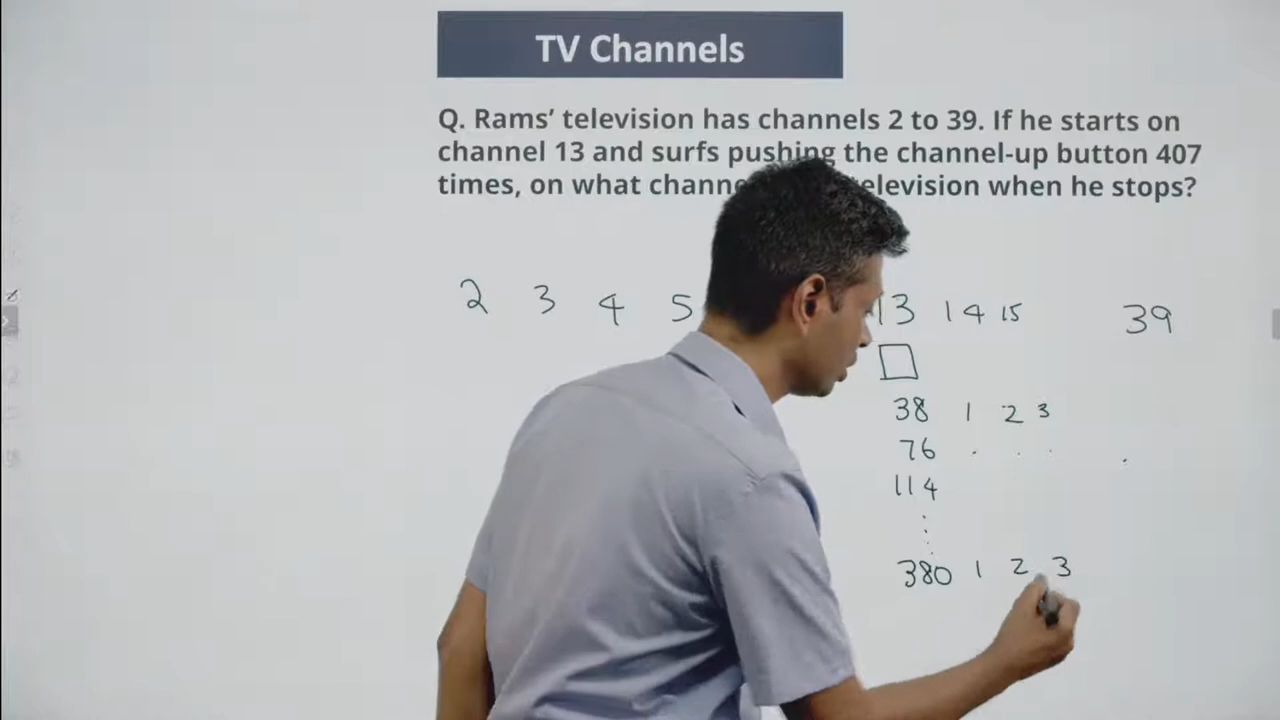 TV Channels
Q. Rams’ television has channels 2 to 39. If he starts on
channel 13 and surfs pushing the channel-up button 407
times, on what television when he stops?
2 3 4 5 13 14 15 39
38 1 2 3
76 . . . .
114
380 1 2 3